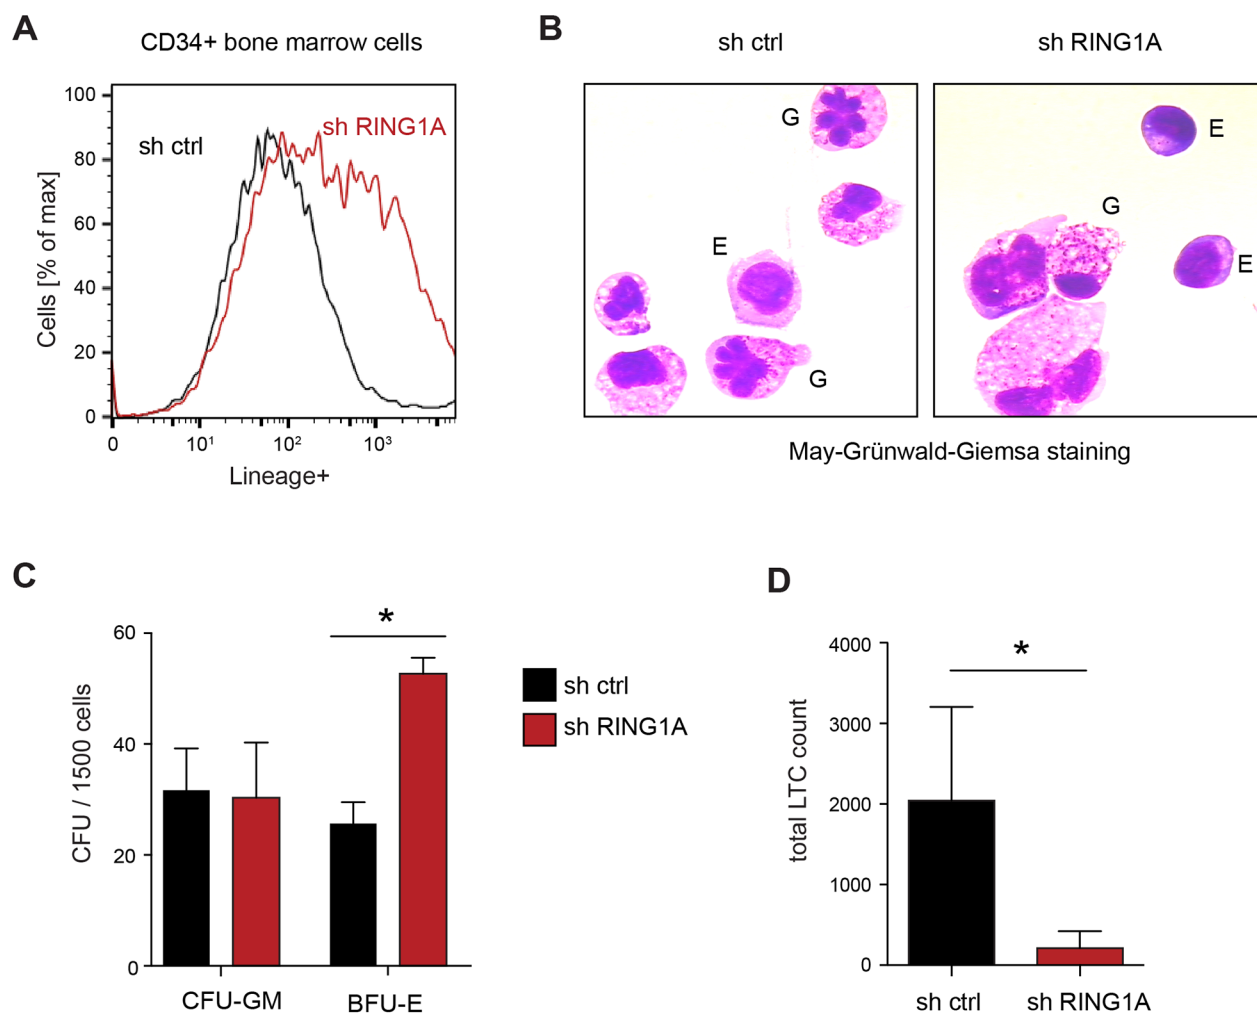 A
CD34+ bone marrow cells
100
80
60
40
20
0
Cells [% of max]
sh ctrl
sh RING1A
0
10¹
10²
10³
Lineage+
B
sh ctrl
sh RING1A
G
E
G
E
G
E
May-Grünwald-Giemsa staining
C
60
40
20
0
CFU / 1500 cells
*
CFU-GM
BFU-E
sh ctrl
sh RING1A
D
4000
3000
2000
1000
0
total LTC count
*
sh ctrl
sh RING1A